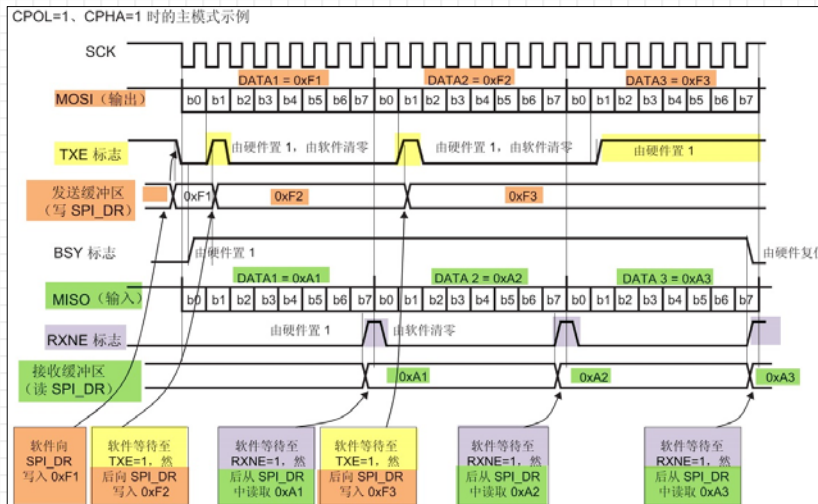 CPOL=1、CPHA=1 时的主模式示例
SCK
DATA1 = 0xF1 DATA2 = 0xF2 DATA3 = 0xF3
MOSI（输出） b0 b1 b2 b3 b4 b5 b6 b7 b0 b1 b2 b3 b4 b5 b6 b7 b0 b1 b2 b3 b4 b5 b6 b7
TXE 标志 由硬件置 1，由软件清零 由硬件置 1，由软件清零 由硬件置 1
发送缓冲区
（写 SPI_DR） 0xF1 0xF2 0xF3
BSY 标志 由硬件置 1 由硬件复位
DATA1 = 0xA1 DATA 2 = 0xA2 DATA 3 = 0xA3
MISO（输入） b0 b1 b2 b3 b4 b5 b6 b7 b0 b1 b2 b3 b4 b5 b6 b7 b0 b1 b2 b3 b4 b5 b6 b7
RXNE 标志 由硬件置 1 由软件清零
接收缓冲区
（读 SPI_DR） 0xA1 0xA2 0xA3
软件向
SPI_DR
写入 0xF1
软件等待至
TXE=1，然
后向 SPI_DR
写入 0xF2
软件等待至
RXNE=1，然
后从 SPI_DR
中读取 0xA1
软件等待至
TXE=1，然
后向 SPI_DR
写入 0xF3
软件等待至
RXNE=1，然
后从 SPI_DR
中读取 0xA2
软件等待至
RXNE=1，然
后从 SPI_DR
中读取 0xA3